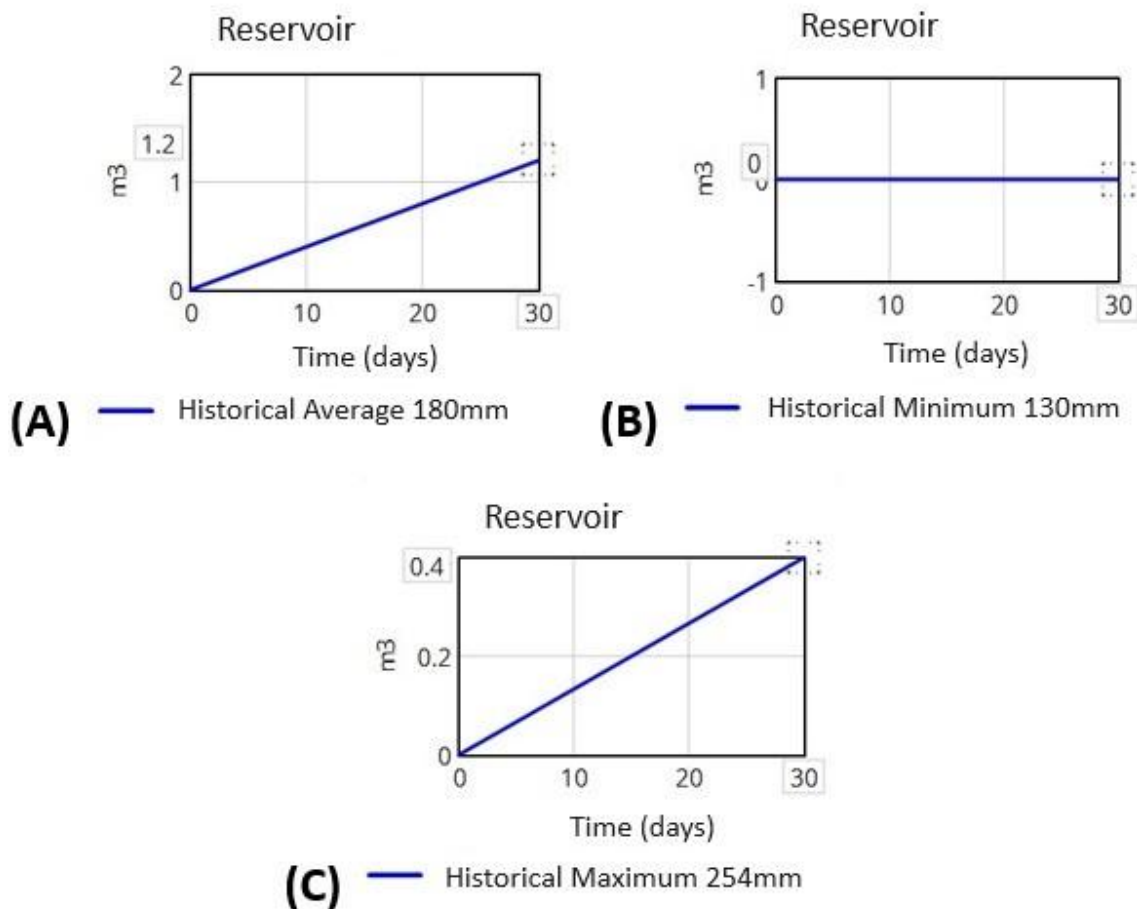 Reservoir
2
1.2
m3
1
0
0
10
20
30
Time (days)
(A)
Historical Average 180mm
Reservoir
1
0
m3
0
-1
0
10
20
30
Time (days)
(B)
Historical Minimum 130mm
Reservoir
0.4
m3
0.2
0
0
10
20
30
Time (days)
(C)
Historical Maximum 254mm